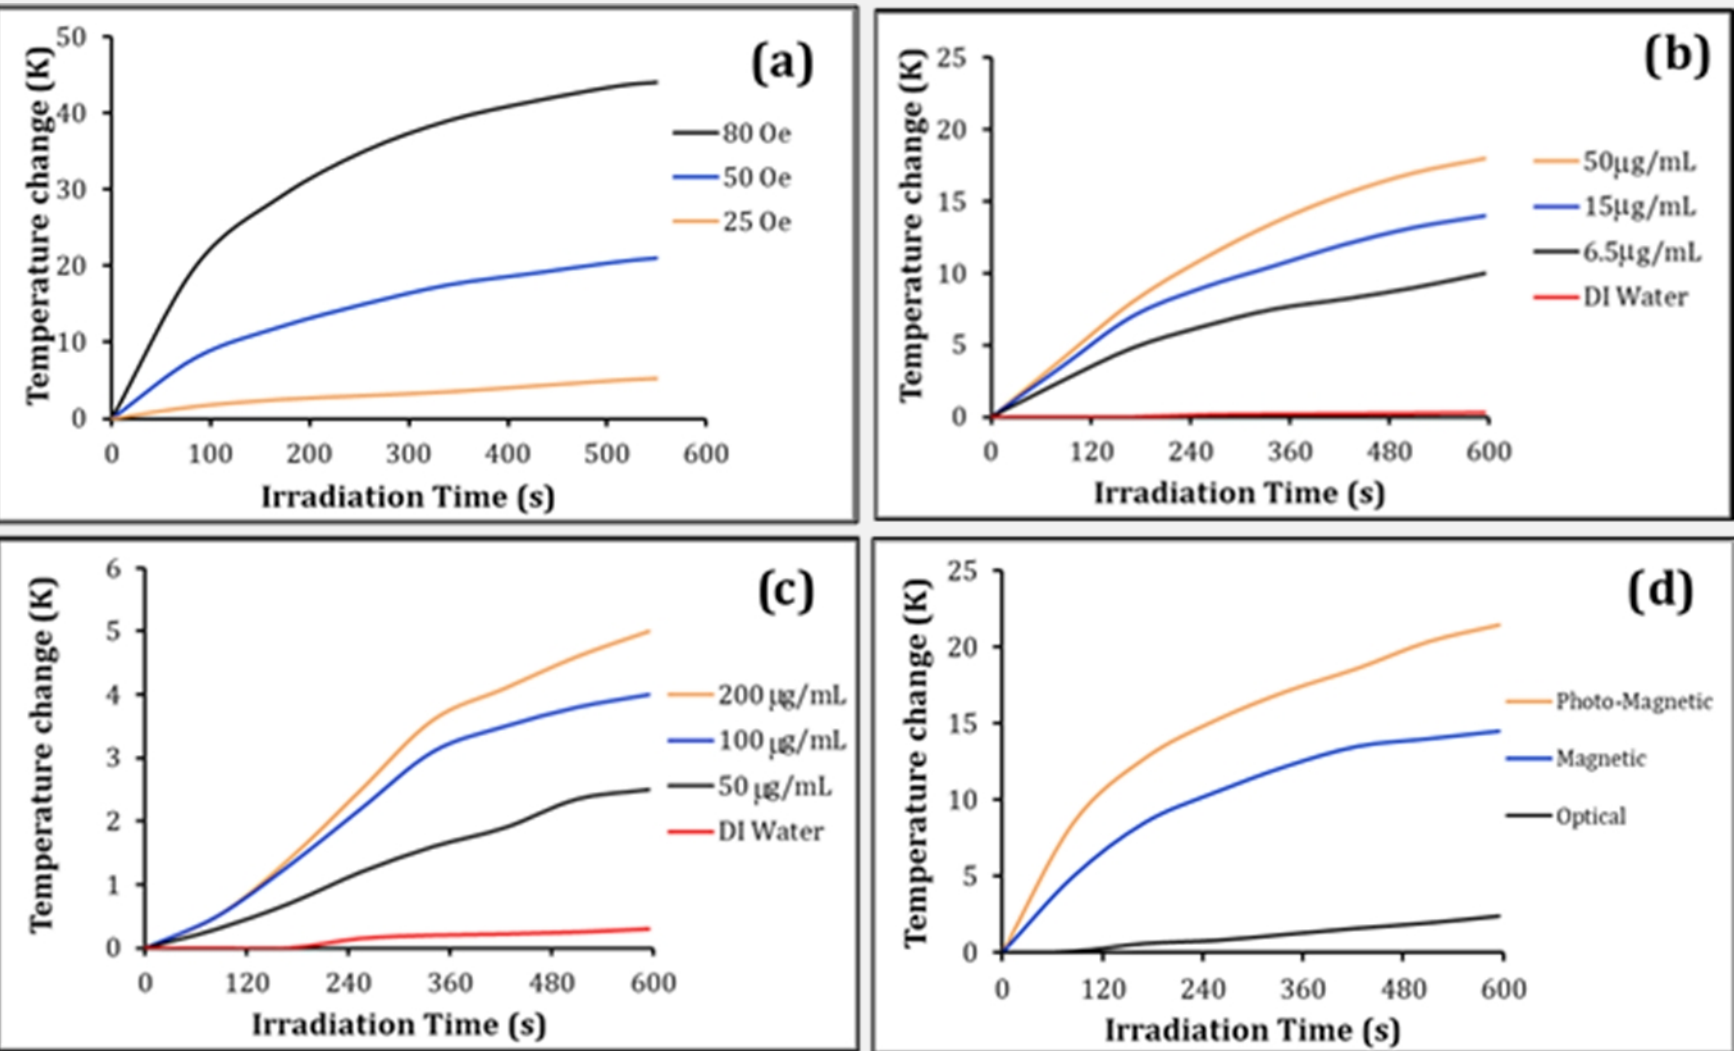 (a)
Temperature change (K)
50
40
30
20
10
0
0 100 200 300 400 500 600
Irradiation Time (s)
80 Oe
50 Oe
25 Oe
(b)
Temperature change (K)
25
20
15
10
5
0
0 120 240 360 480 600
Irradiation Time (s)
50µg/mL
15µg/mL
6.5µg/mL
DI Water
(c)
Temperature change (K)
6
5
4
3
2
1
0
0 120 240 360 480 600
Irradiation Time (s)
200 µg/mL
100 µg/mL
50 µg/mL
DI Water
(d)
Temperature change (K)
25
20
15
10
5
0
0 120 240 360 480 600
Irradiation Time (s)
Photo-Magnetic
Magnetic
Optical